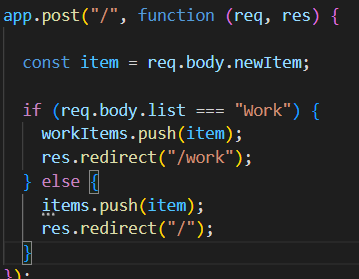 app.post("/", function (req, res) {
const item = req.body.newItem;
if (req.body.list === "Work") {
workItems.push(item);
res.redirect("/work");
} else {
items.push(item);
res.redirect("/");
}
});